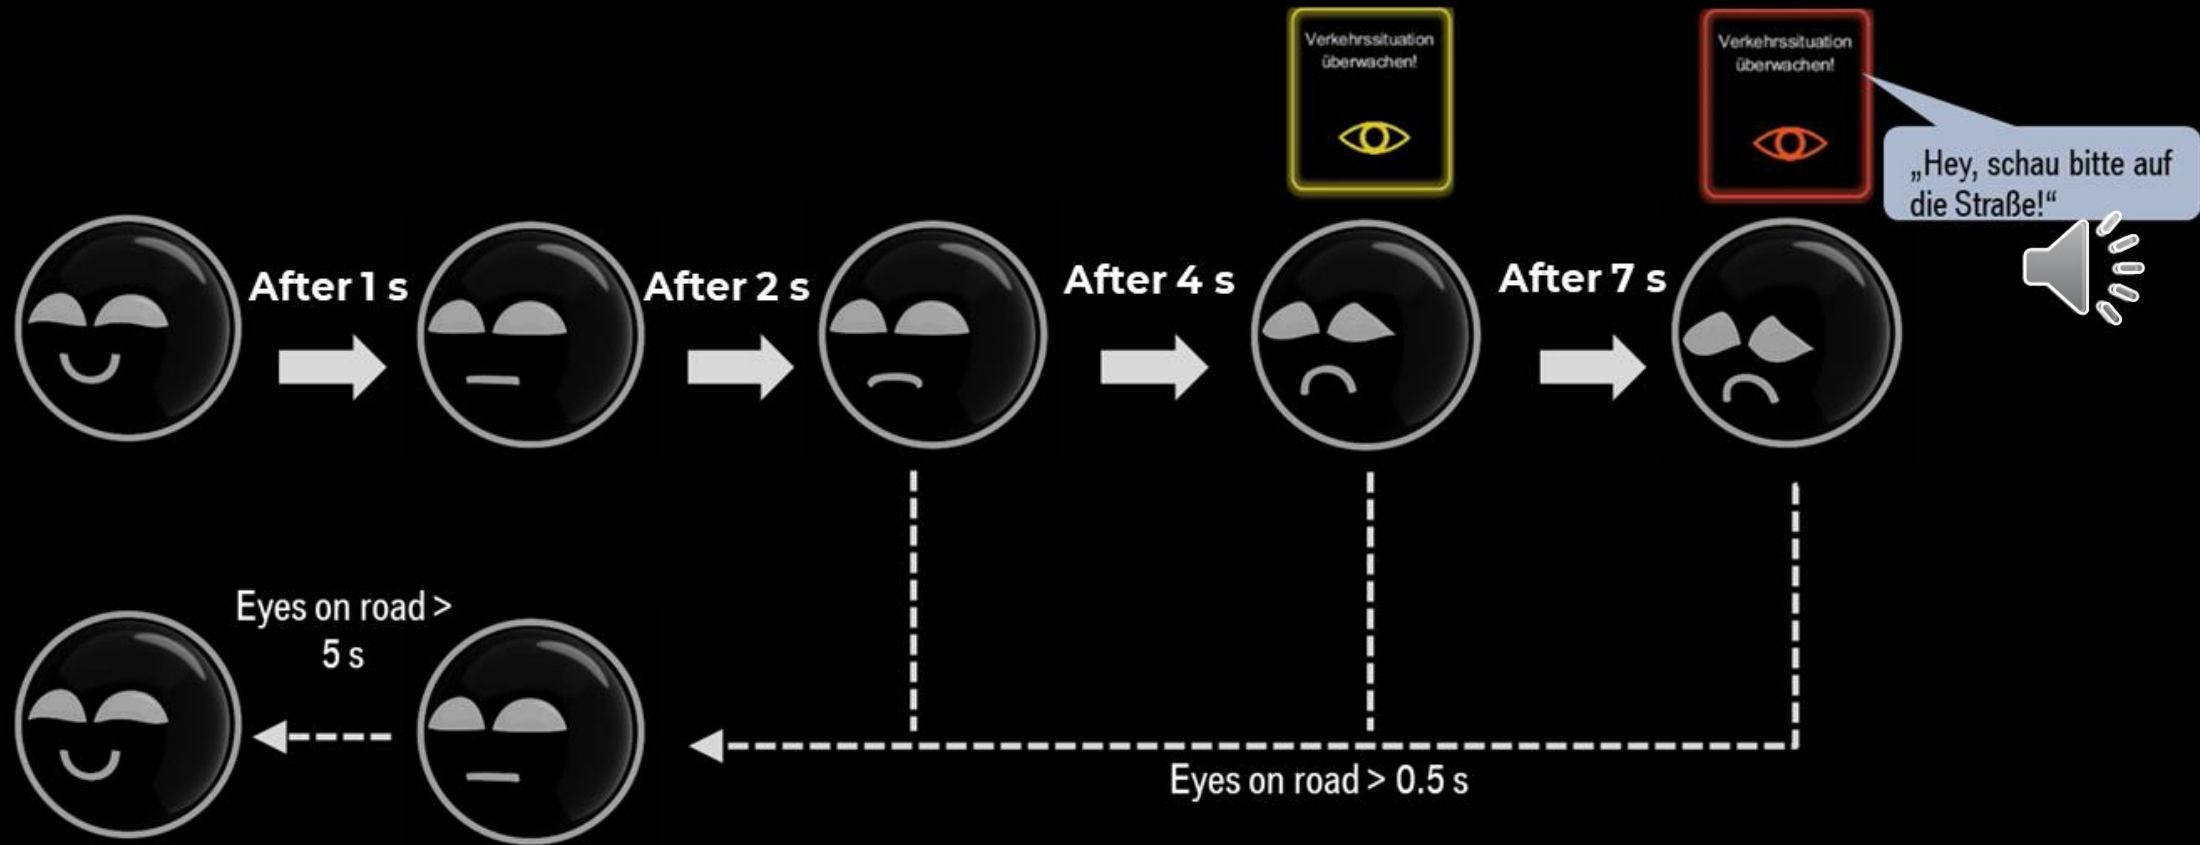 Verkehrssituation
überwachen!
Verkehrssituation
überwachen!
„Hey, schau bitte auf
die Straße!“
After 1 s
After 2 s
After 4 s
After 7 s
Eyes on road >
5 s
Eyes on road > 0.5 s